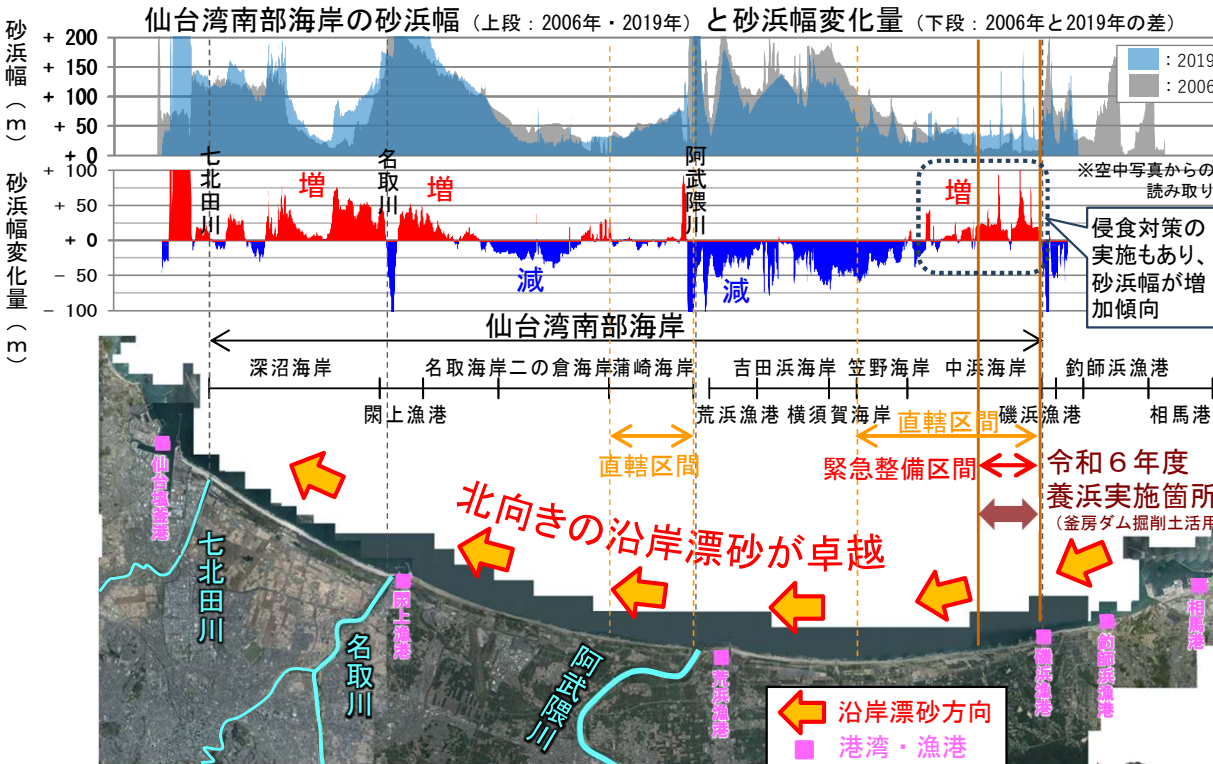 仙台湾南部海岸の砂浜幅（上段：2006年・2019年）と砂浜幅変化量（下段：2006年と2019年の差）
砂浜幅（m）
+ 200
+ 150
+ 100
+ 50
+ 0
：2019
：2006
砂浜幅変化量（m）
+ 100
+ 50
+ 0
− 50
− 100
七北田川
名取川
阿武隈川
増
増
減
減
増
※空中写真からの
読み取り
侵食対策の
実施もあり、
砂浜幅が増
加傾向
仙台湾南部海岸
深沼海岸
名取海岸
二の倉海岸
蒲崎海岸
吉田浜海岸
笠野海岸
中浜海岸
釣師浜漁港
閖上漁港
荒浜漁港
横須賀海岸
磯浜漁港
相馬港
直轄区間
直轄区間
緊急整備区間
令和６年度
養浜実施箇所
（釜房ダム掘削土活用
北向きの沿岸漂砂が卓越
仙台塩釜港
七北田川
閖上漁港
名取川
阿武隈川
荒浜漁港
磯浜漁港
釣師浜漁港
相馬港
沿岸漂砂方向
港湾・漁港